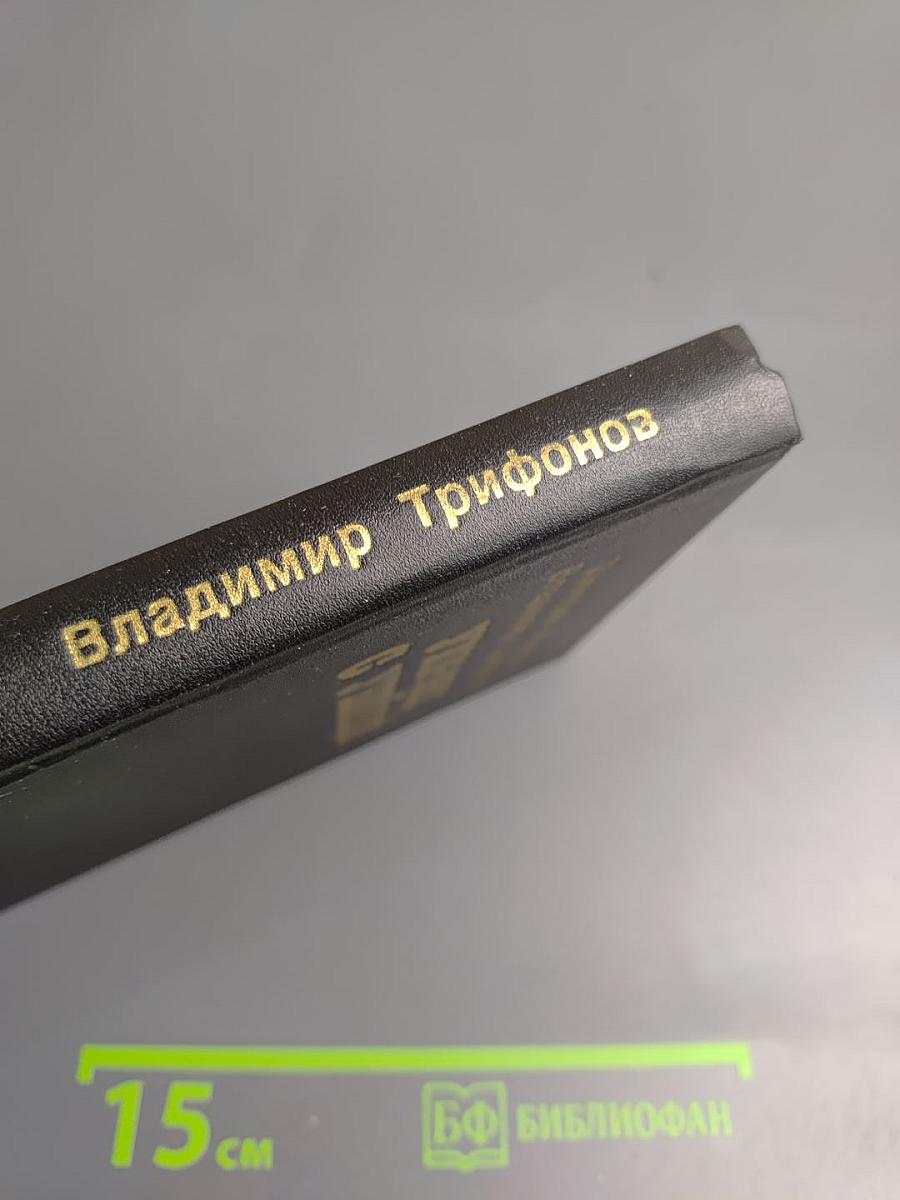 Владимир Трифонов
15 см
БФ БИБЛИОФАН